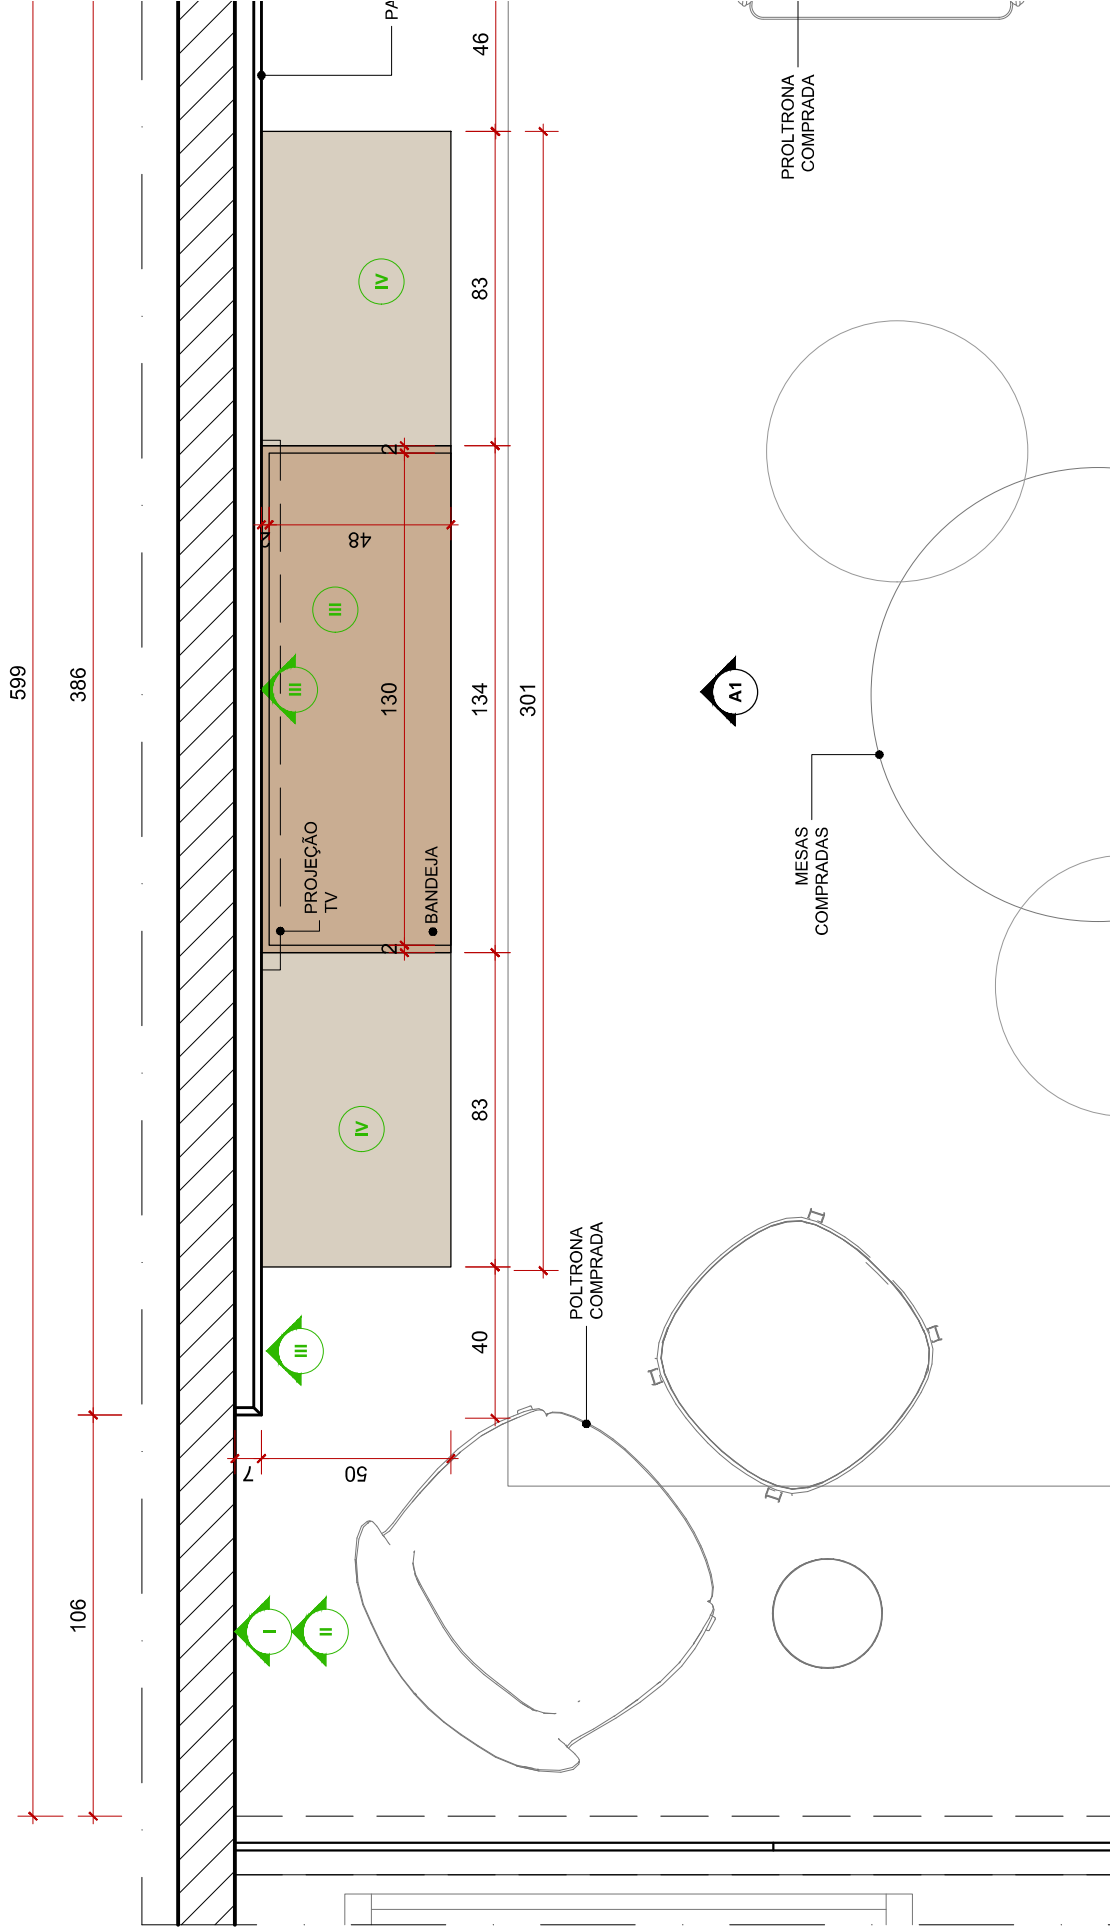 599
386
106
PA
46
83
134
83
40
301
2
130
2
2
48
7
50
IV
III
III
IV
III
I
II
PROJEÇÃO
TV
BANDEJA
A1
PROLTRONA
COMPRADA
MESAS
COMPRADAS
POLTRONA
COMPRADA